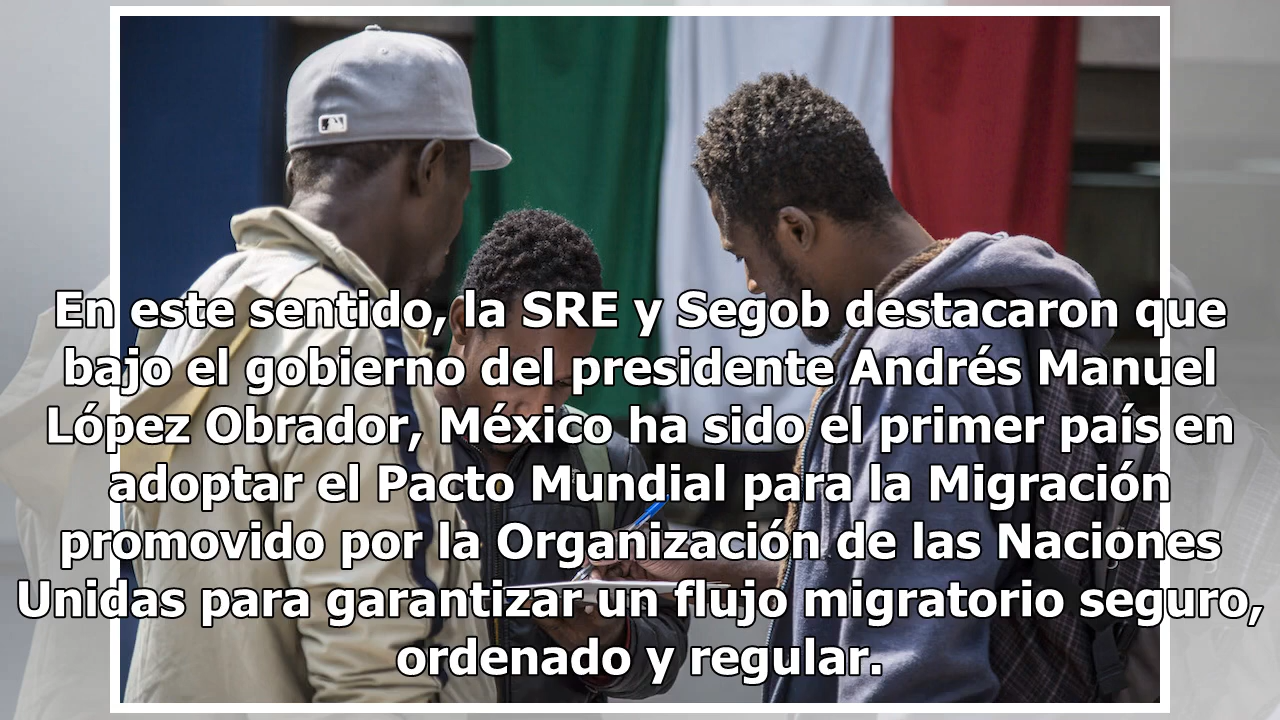 En este sentido, la SRE y Segob destacaron que
bajo el gobierno del presidente Andrés Manuel
López Obrador, México ha sido el primer país en
adoptar el Pacto Mundial para la Migración
promovido por la Organización de las Naciones
Unidas para garantizar un flujo migratorio seguro,
ordenado y regular.